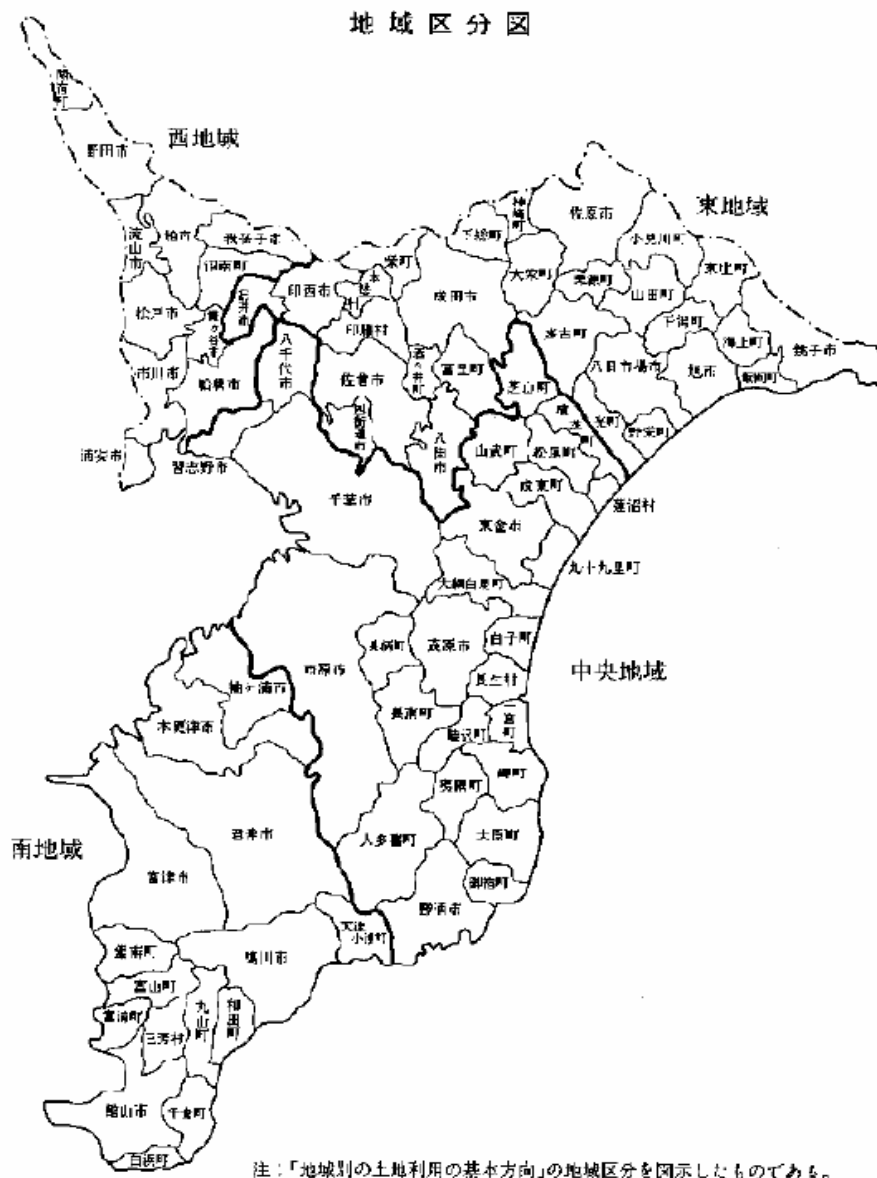 地域区分図
関宿町
野田市
西地域
東地域
神崎町
佐原市
下総町
小見川町
流山市
柏市
我孫子市
沼南町
栄町
大栄町
栗源町
東庄町
山田町
印西市
本埜村
成田市
白井市
干潟町
松戸市
鎌ケ谷市
印旛村
多古町
海上町
八千代市
酒々井町
富里町
八日市場市
旭市
飯岡町
銚子市
市川市
船橋市
佐倉市
芝山町
四街道市
横芝町
光町
野栄町
八街市
山武町
松尾町
浦安市
習志野市
成東町
蓮沼村
千葉市
東金市
九十九里町
大網白里町
長柄町
茂原市
白子町
市原市
中央地域
長生村
袖ケ浦市
長南町
木更津市
睦沢町
一宮町
夷隅町
岬町
南地域
君津市
大多喜町
大原町
富津市
御宿町
勝浦市
天津小湊町
鋸南町
鴨川市
富山町
富浦町
丸山町
和田町
三芳村
館山市
千倉町
白浜町
注:「地域別の土地利用の基本方向」の地域区分を図示したものである。